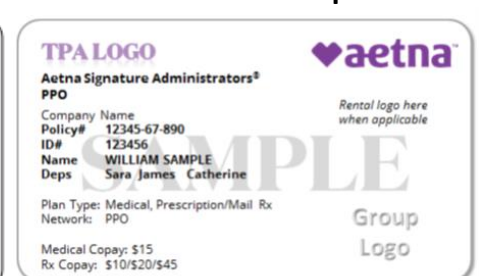 TPA LOGO
aetna™
Aetna Signature Administrators®
PPO
Rental logo here
when applicable
Company Name
Policy# 12345-67-890
ID# 123456
Name WILLIAM SAMPLE
Deps Sara James Catherine
SAMPLE
Plan Type: Medical, Prescription/Mail Rx
Network: PPO
Group
Logo
Medical Copay: $15
Rx Copay: $10/$20/$45